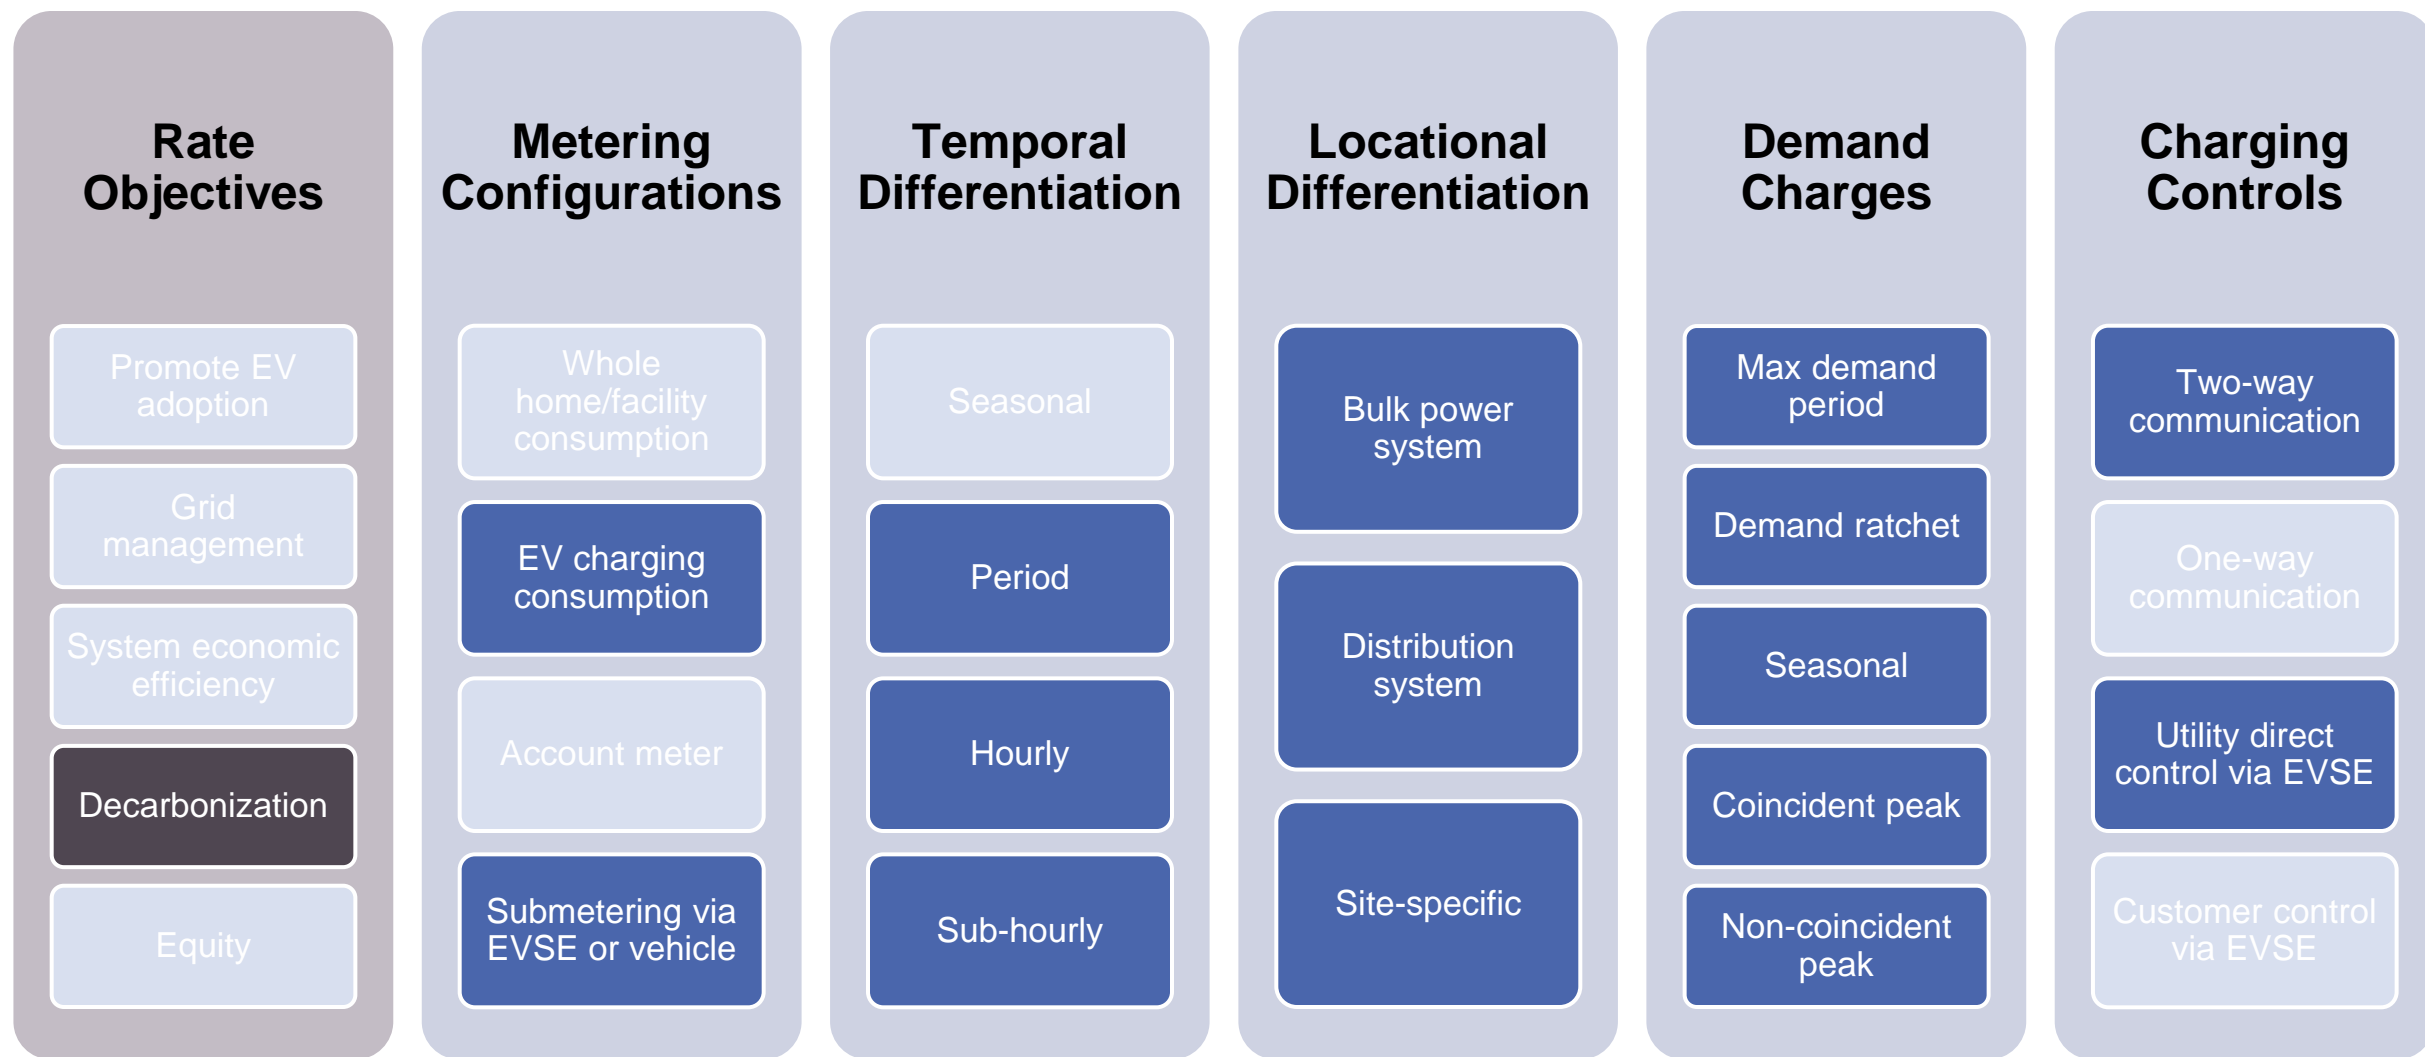 Rate
Objectives
Promote EV
adoption
Grid
management
System economic
efficiency
Decarbonization
Equity
Metering
Configurations
Whole
home/facility
consumption
EV charging
consumption
Account meter
Submetering via
EVSE or vehicle
Temporal
Differentiation
Seasonal
Period
Hourly
Sub-hourly
Locational
Differentiation
Bulk power
system
Distribution
system
Site-specific
Demand
Charges
Max demand
period
Demand ratchet
Seasonal
Coincident peak
Non-coincident
peak
Charging
Controls
Two-way
communication
One-way
communication
Utility direct
control via EVSE
Customer control
via EVSE